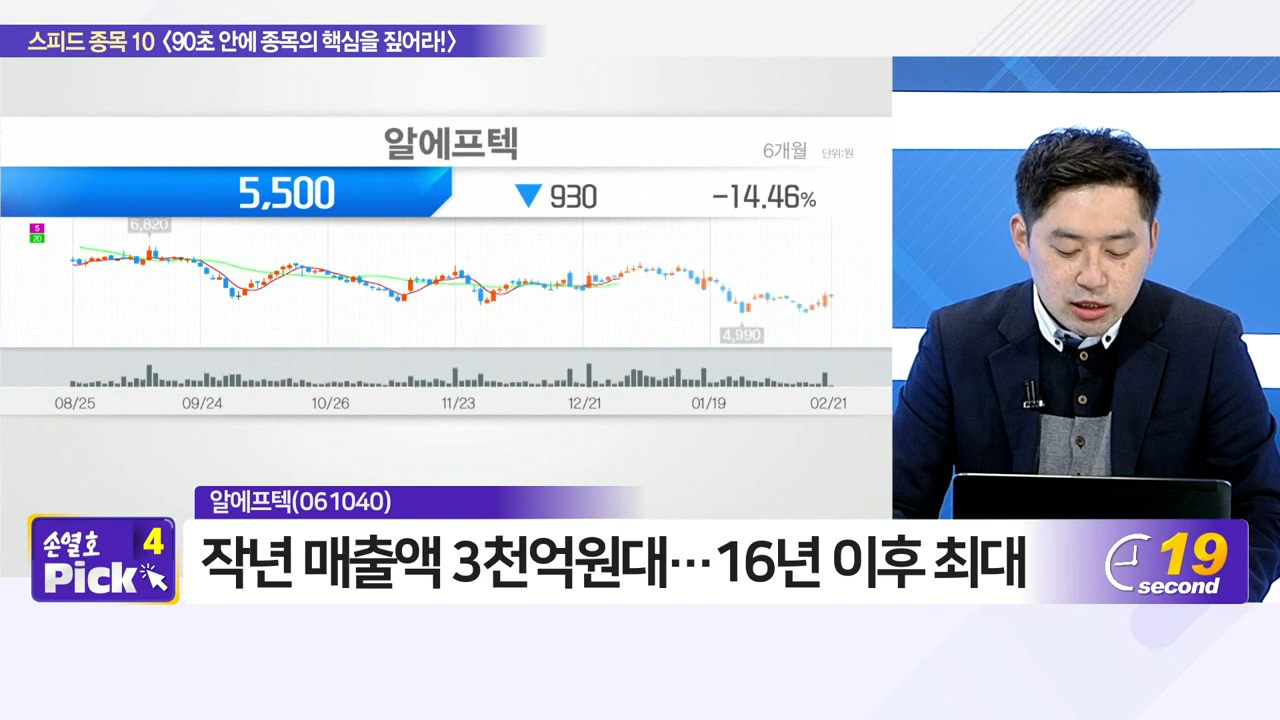 스피드 종목 10 〈90초 안에 종목의 핵심을 짚어라!〉
알에프텍
6개월 단위:원
5,500 ▼ 930 -14.46%
5
20
6,820
4,990
08/25 09/24 10/26 11/23 12/21 01/19 02/21
알에프텍(061040)
손열호 4
Pick
작년 매출액 3천억원대…16년 이후 최대
19
second